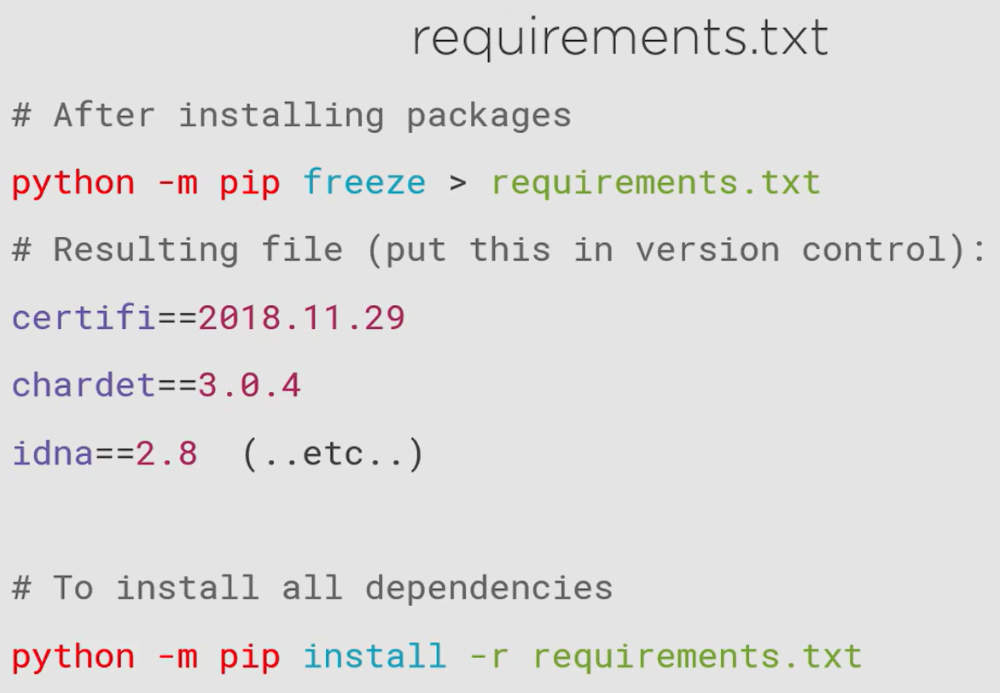 requirements.txt
# After installing packages
python -m pip freeze > requirements.txt
# Resulting file (put this in version control):
certifi==2018.11.29
chardet==3.0.4
idna==2.8  (..etc..)
# To install all dependencies
python -m pip install -r requirements.txt